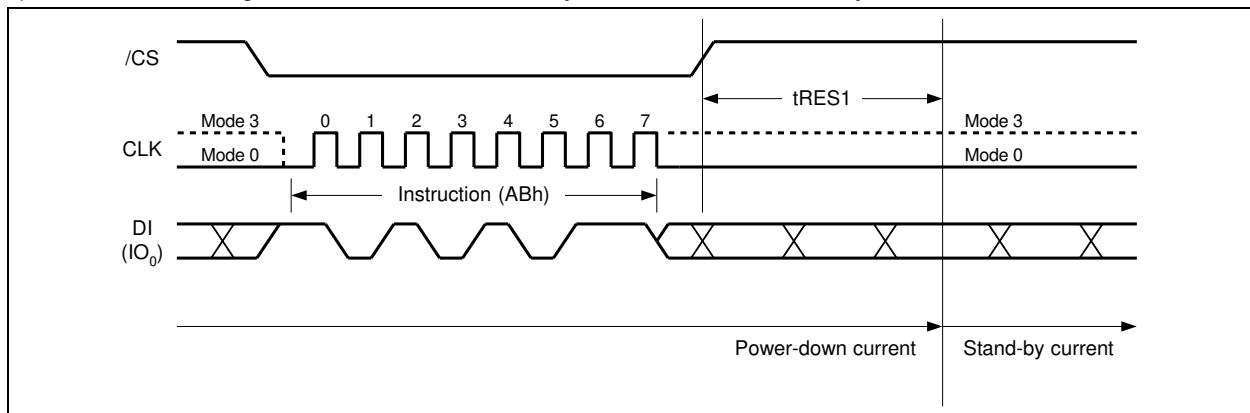 /CS
tRES1
Mode 3 0 1 2 3 4 5 6 7 Mode 3
CLK
Mode 0 Mode 0
Instruction (ABh)
DI
(IO0)
Power-down current Stand-by current